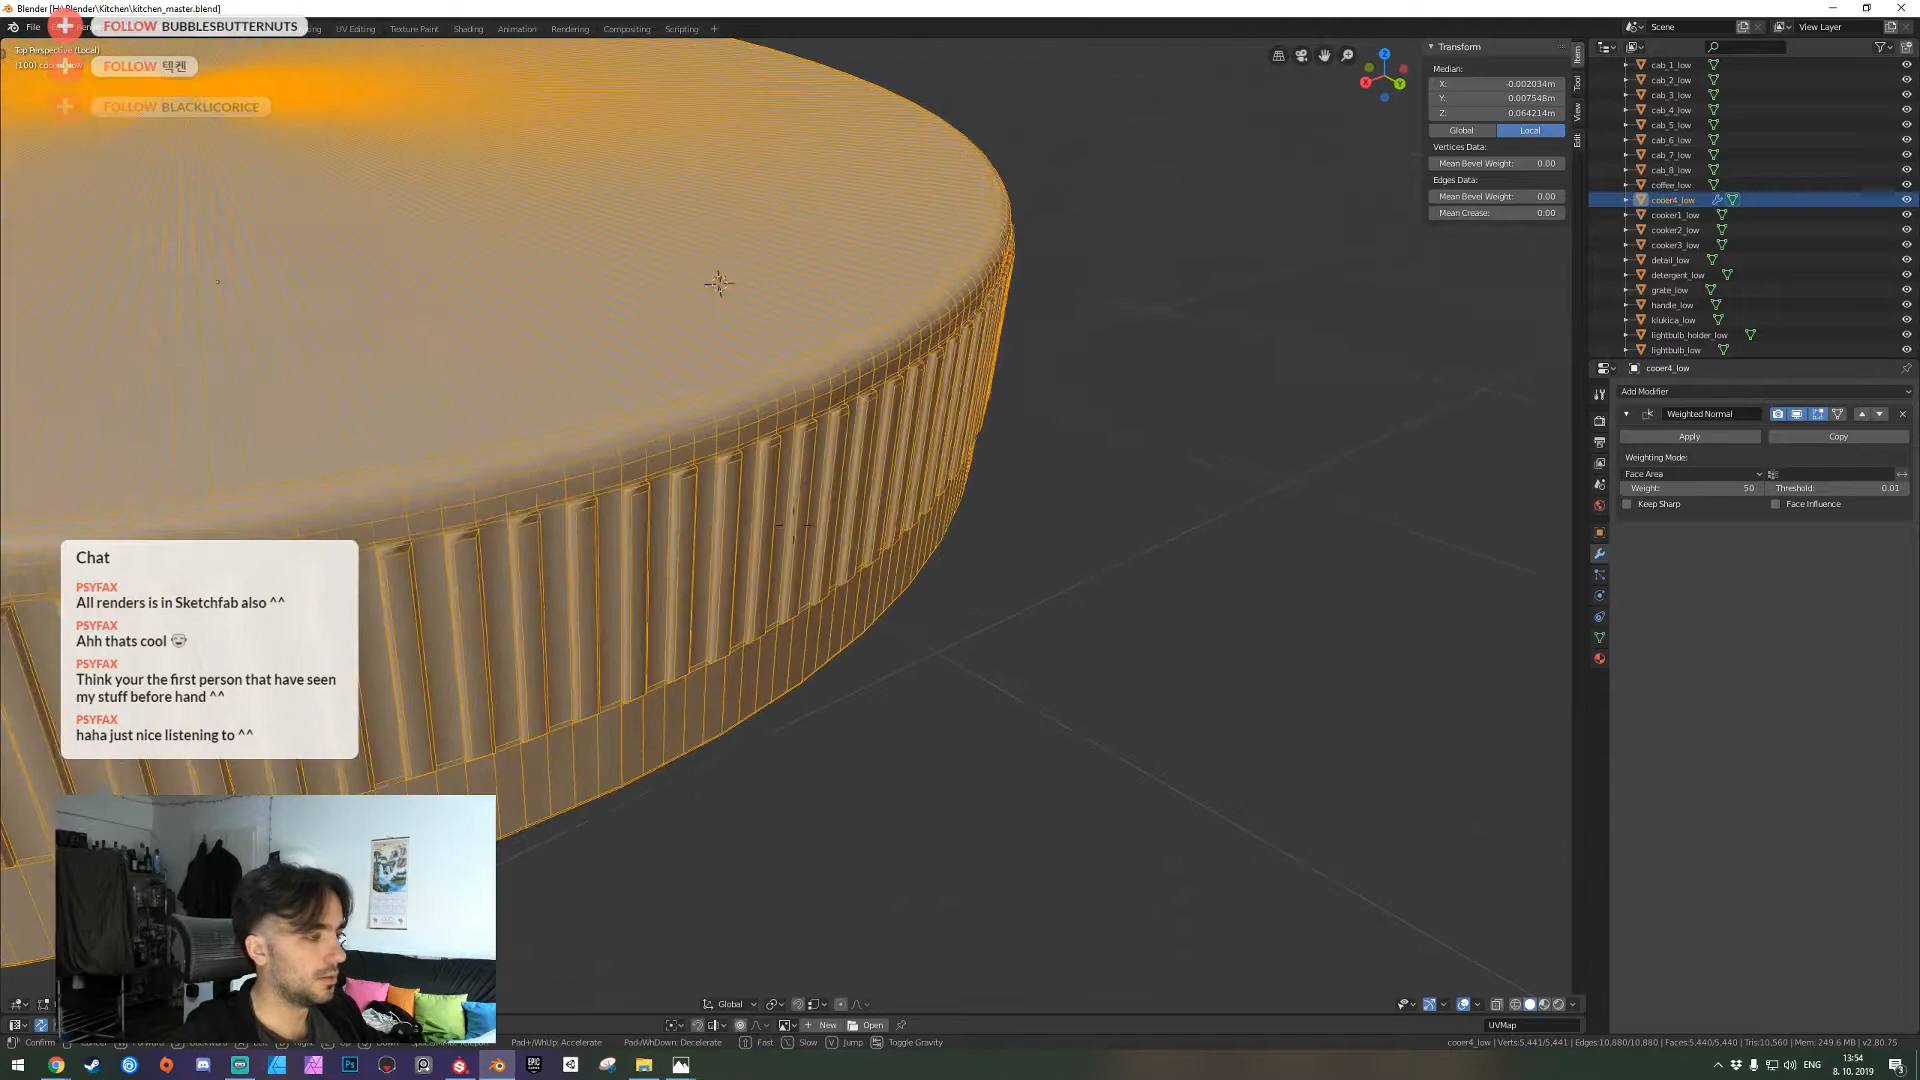 Blender [H:\Blender\Kitchen\kitchen_master.blend]
File
UV Editing
Texture Paint
Shading
Animation
Rendering
Compositing
Scripting
Scene
View Layer
FOLLOW BUBBLESBUTTERNUTS
FOLLOW 텍켄
FOLLOW BLACKLICORICE
Top Perspective (Local)
Transform
Median:
X: -0.002034m
Y: 0.007548m
Z: 0.064214m
Global
Local
Vertices Data:
Mean Bevel Weight: 0.00
Edges Data:
Mean Bevel Weight: 0.00
Mean Crease: 0.00
Item
Tool
View
Edit
X
Y
Z
cab_1_low
cab_2_low
cab_3_low
cab_4_low
cab_5_low
cab_6_low
cab_7_low
cab_8_low
coffee_low
cooer4_low
cooker1_low
cooker2_low
cooker3_low
detail_low
detergent_low
grate_low
handle_low
klukica_low
lightbulb_holder_low
lightbulb_low
cooer4_low
Add Modifier
Weighted Normal
Apply
Copy
Weighting Mode:
Face Area
Weight: 50
Threshold: 0.01
Keep Sharp
Face Influence
Chat
PSYFAX
All renders is in Sketchfab also ^^
PSYFAX
Ahh thats cool
PSYFAX
Think your the first person that have seen
my stuff before hand ^^
PSYFAX
haha just nice listening to ^^
Global
New
Open
UVMap
Confirm
Pad+/WhUp: Accelerate
Pad-/WhDown: Decelerate
Fast
Slow
V Jump
Toggle Gravity
cooer4_low | Verts:5,441/5,441 | Edges:10,880/10,880 | Faces:5,440/5,440 | Tris:10,560 | Mem: 249.6 MB | v2.80.75
Ps
EPIC
ENG
13:54
8. 10. 2019
3